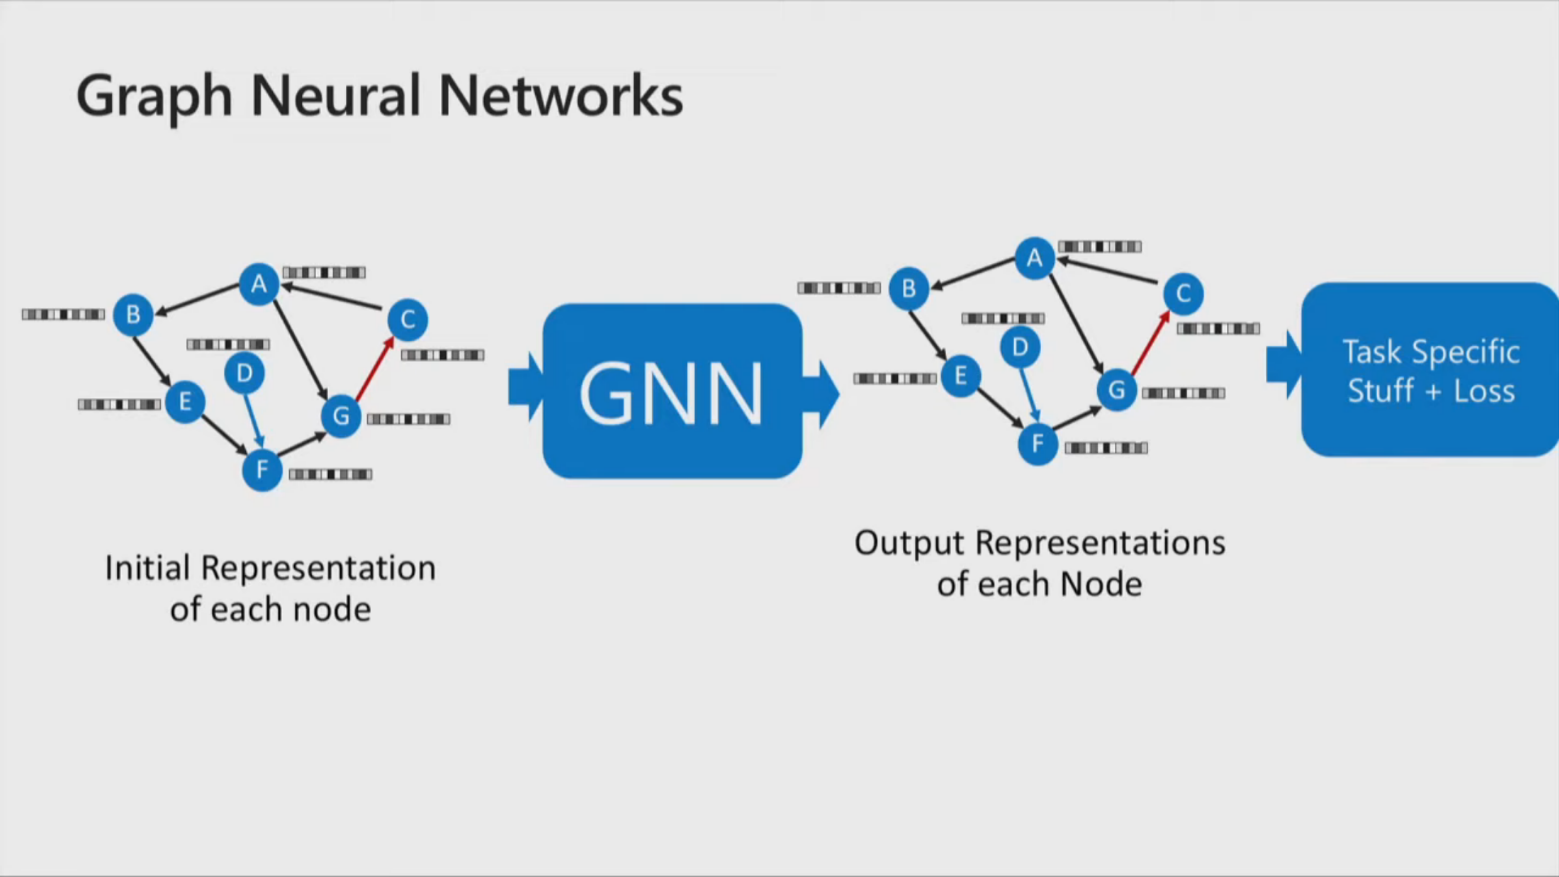 Graph Neural Networks
A
B
C
D
E
G
F
Initial Representation
of each node
GNN
A
B
C
D
E
G
F
Output Representations
of each Node
Task Specific
Stuff + Loss